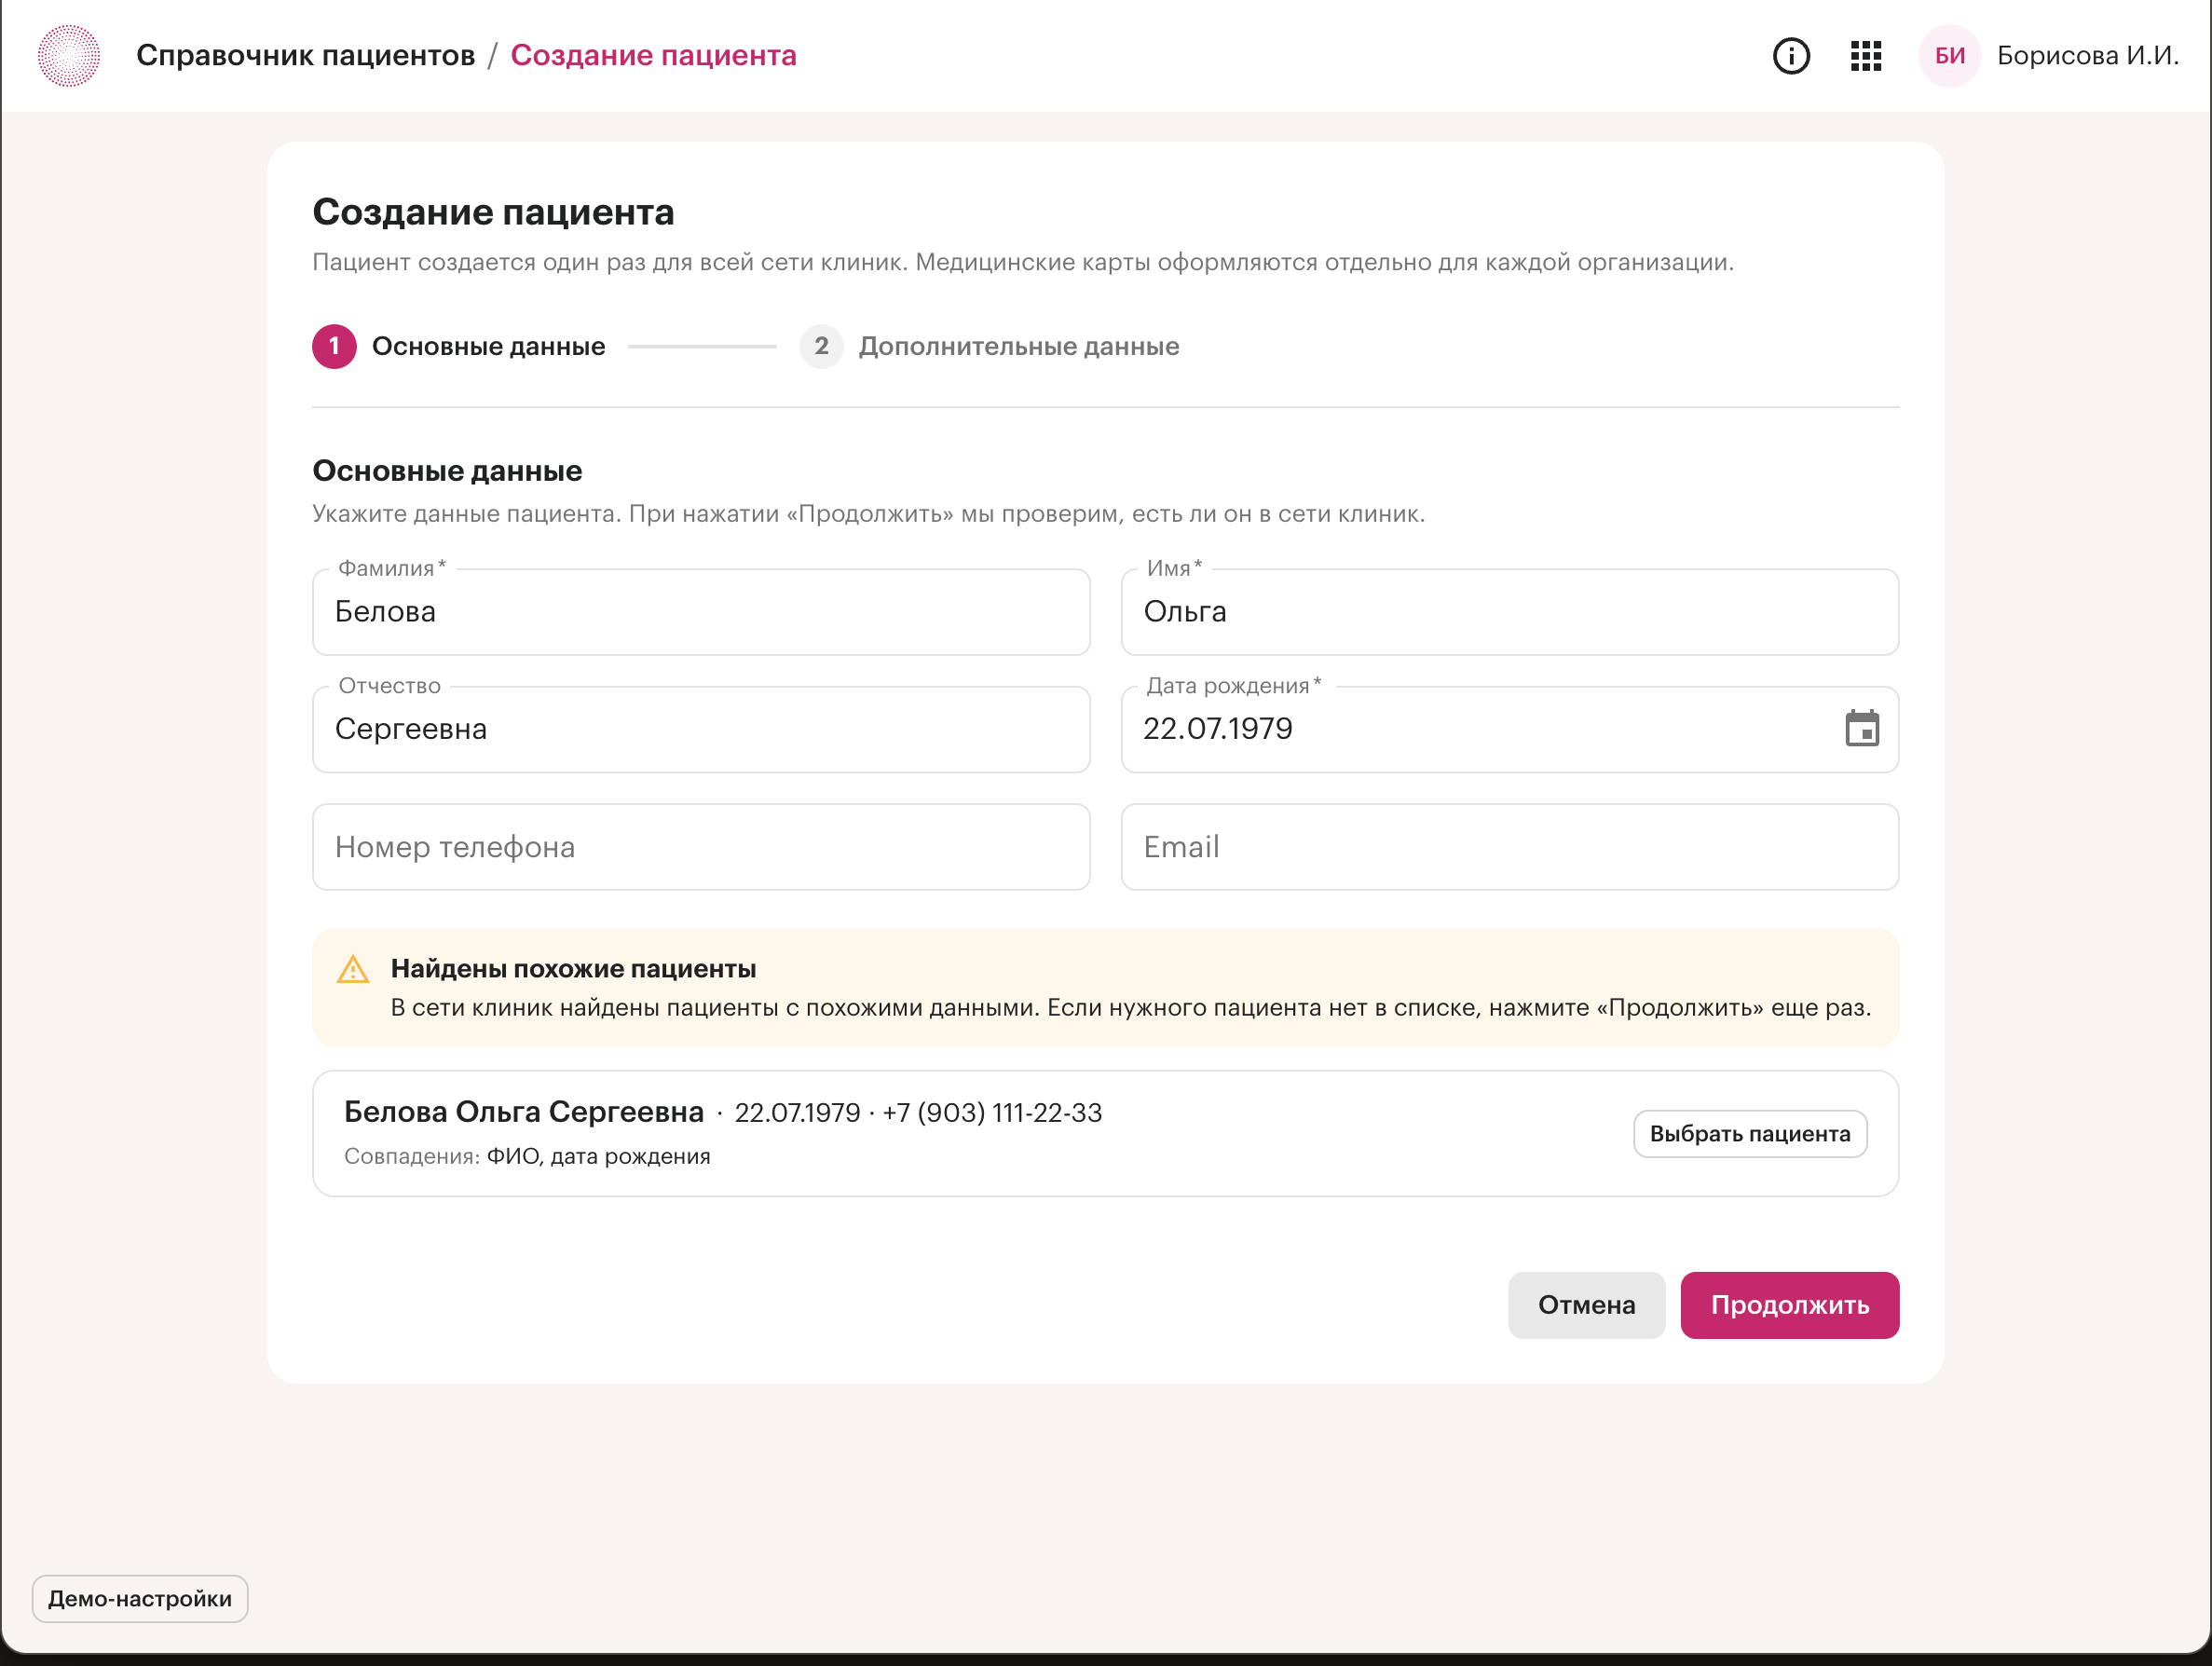 Справочник пациентов / Создание пациента
БИ Борисова И.И.
Создание пациента
Пациент создается один раз для всей сети клиник. Медицинские карты оформляются отдельно для каждой организации.
1 Основные данные 2 Дополнительные данные
Основные данные
Укажите данные пациента. При нажатии «Продолжить» мы проверим, есть ли он в сети клиник.
Фамилия*
Белова
Имя*
Ольга
Отчество
Сергеевна
Дата рождения*
22.07.1979
Номер телефона
Email
Найдены похожие пациенты
В сети клиник найдены пациенты с похожими данными. Если нужного пациента нет в списке, нажмите «Продолжить» еще раз.
Белова Ольга Сергеевна · 22.07.1979 · +7 (903) 111-22-33
Совпадения: ФИО, дата рождения
Выбрать пациента
Отмена
Продолжить
Демо-настройки